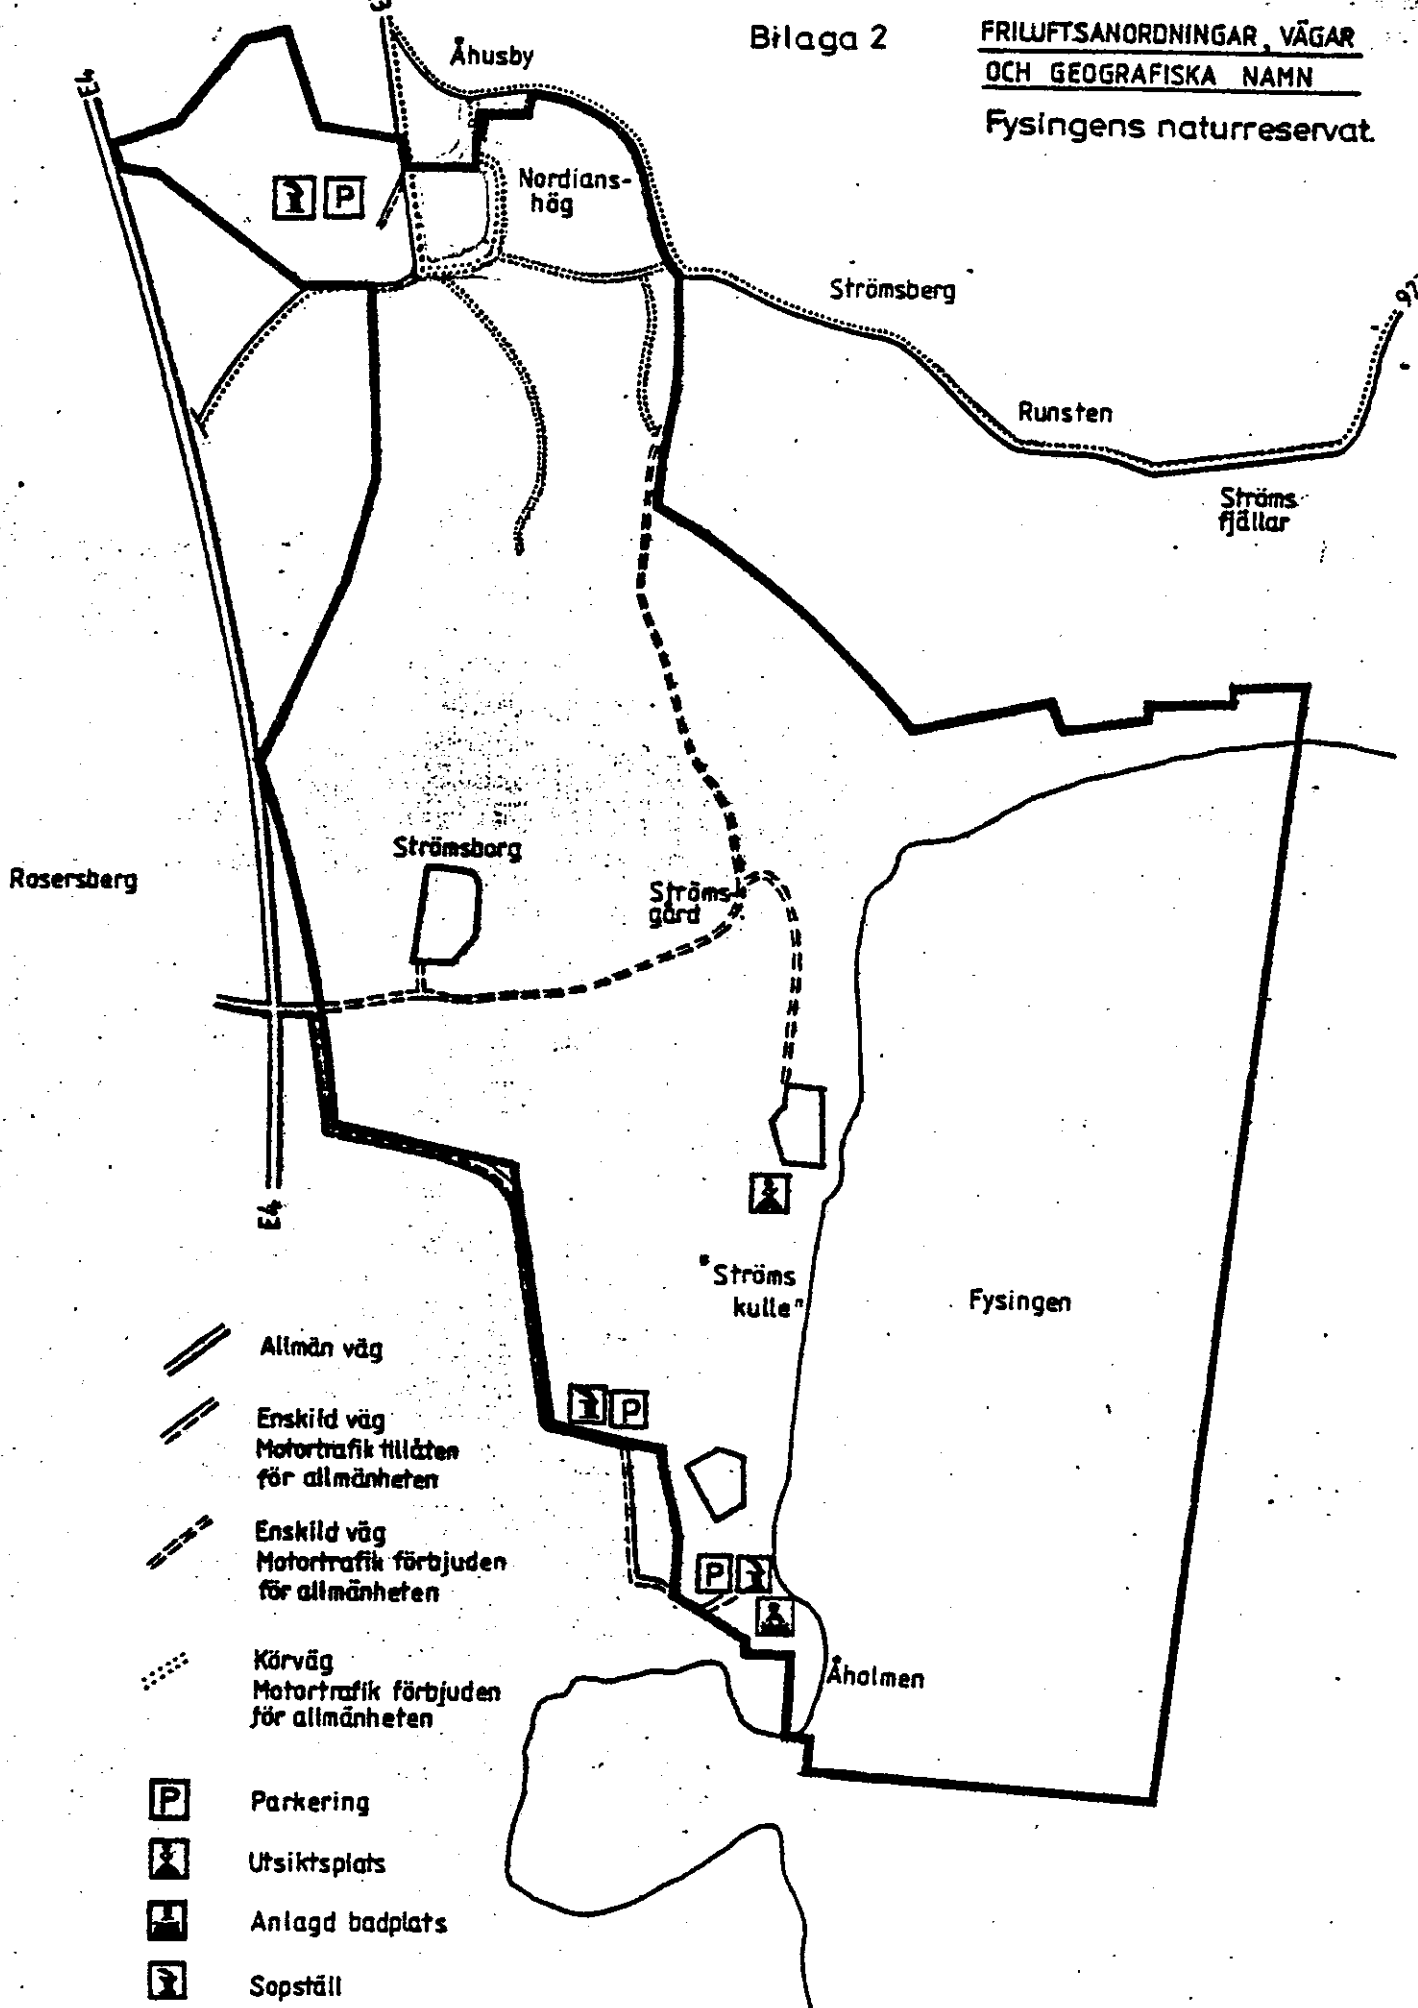 Bilaga 2
FRILUFTSANORDNINGAR, VÄGAR
OCH GEOGRAFISKA NAMN
Fysingens naturreservat.
E4
Åhusby
P
Nordians-
hög
Strömsberg
Runsten
Ströms
fjällar
Strömsborg
Rosersberg
Ströms-
gård
E4
"Ströms
kulle"
Fysingen
P
P
Åholmen
Allmän väg
Enskild väg
Motortrafik tillåten
för allmänheten
Enskild väg
Motortrafik förbjuden
för allmänheten
Körväg
Motortrafik förbjuden
för allmänheten
P Parkering
Utsiktsplats
Anlagd badplats
Sopställ